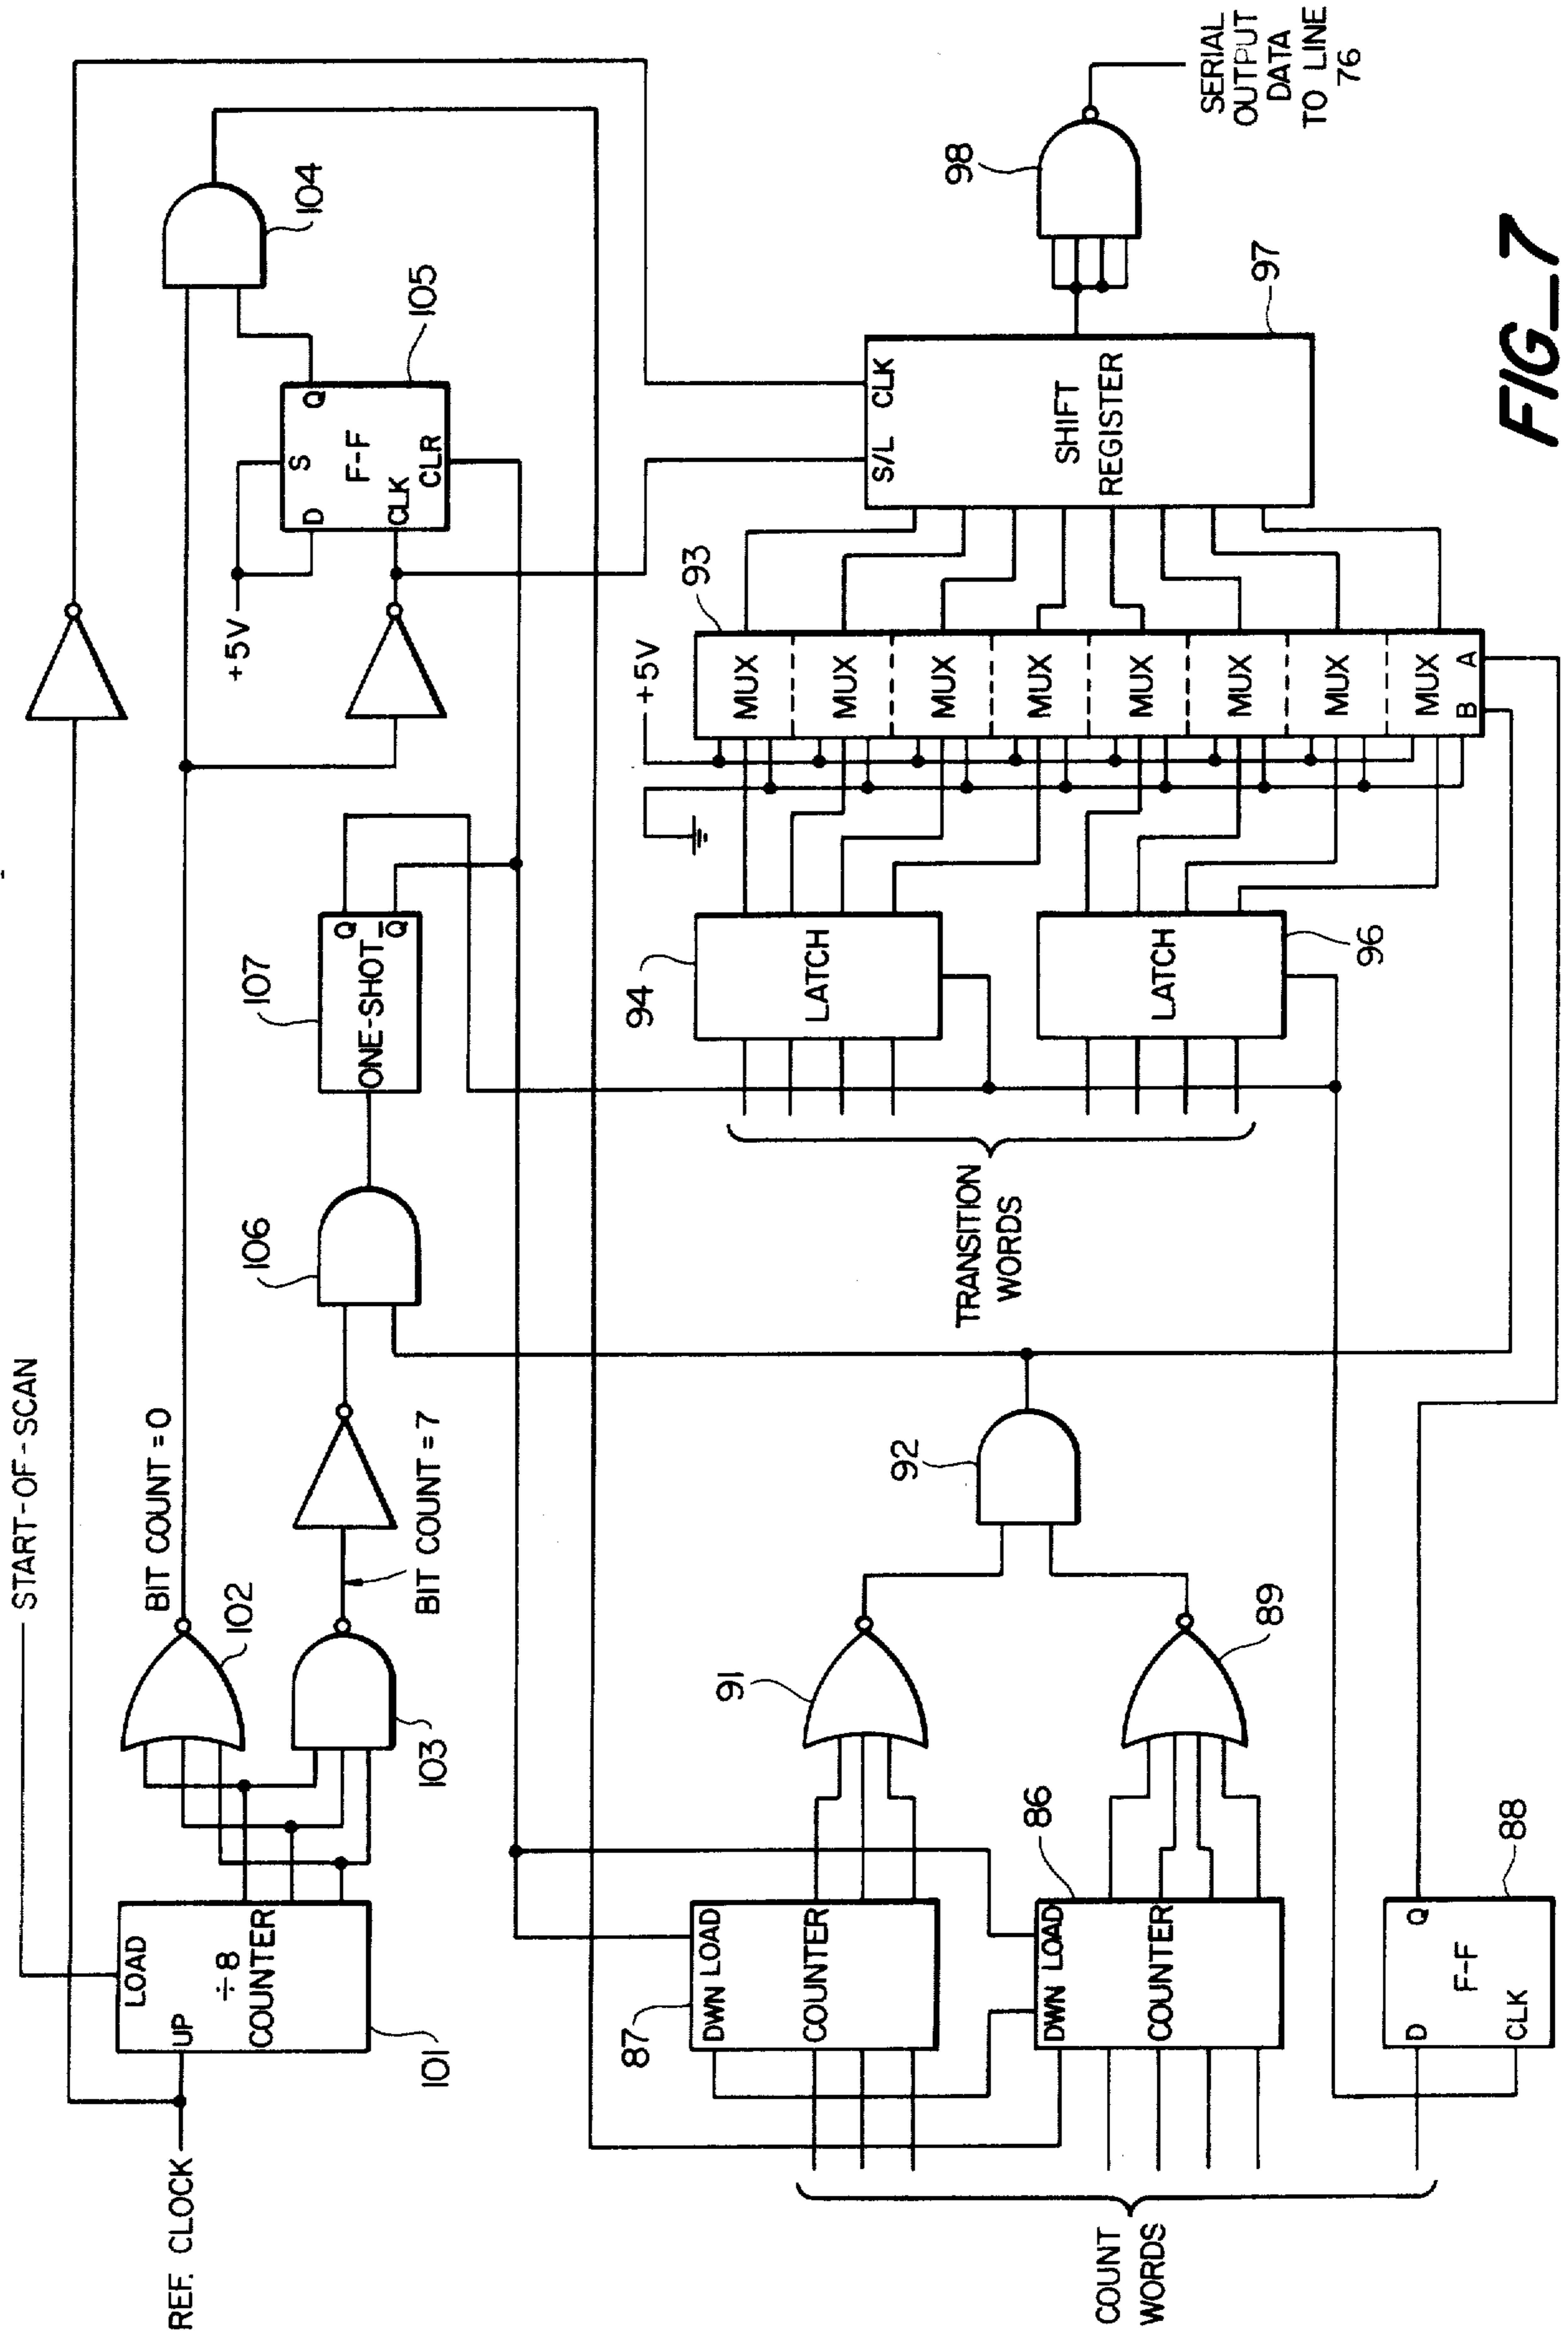 START-OF-SCAN
REF. CLOCK
UP
LOAD
÷8
COUNTER
101
BIT COUNT = 0
102
103
BIT COUNT = 7
106
107
ONE-SHOT
Q
Q̅
+5V
D
S
F-F
Q
CLK
CLR
105
104
87
DWN
LOAD
COUNTER
86
DWN
LOAD
COUNTER
COUNT
WORDS
D
Q
F-F
CLK
88
91
89
92
TRANSITION
WORDS
94
LATCH
LATCH
96
+5V
93
MUX
MUX
MUX
MUX
MUX
MUX
MUX
MUX
B
A
S/L
CLK
SHIFT
REGISTER
97
98
SERIAL
OUTPUT
DATA
TO LINE
76
FIG_7